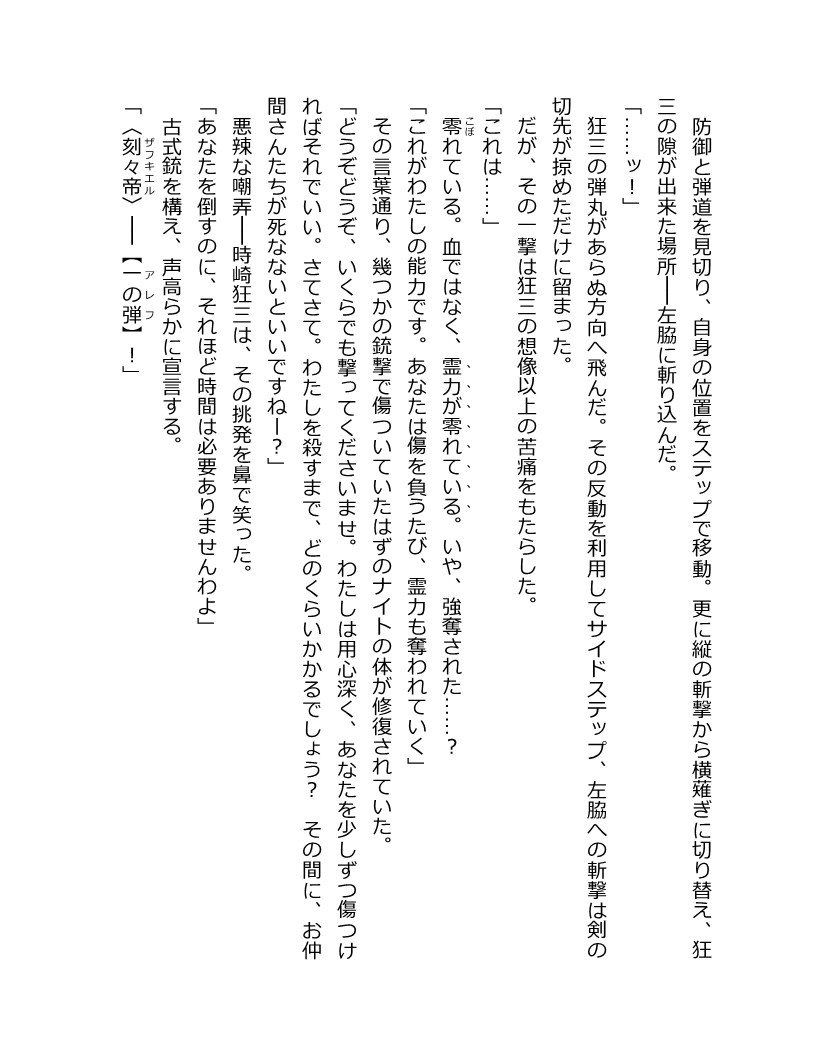 防御と弾道を見切り、自身の位置をステップで移動。更に縦の斬撃から横薙ぎに切り替え、狂
三の隙が出来た場所──左脇に斬り込んだ。
「……ッ！」
狂三の弾丸があらぬ方向へ飛んだ。その反動を利用してサイドステップ、左脇への斬撃は剣の
切先が掠めただけに留まった。
だが、その一撃は狂三の想像以上の苦痛をもたらした。
「これは……」
零れている。血ではなく、霊力が零れている。いや、強奪された……？
こぼ
「これがわたしの能力です。あなたは傷を負うたび、霊力も奪われていく」
その言葉通り、幾つかの銃撃で傷ついていたはずのナイトの体が修復されていた。
「どうぞどうぞ、いくらでも撃ってくださいませ。わたしは用心深く、あなたを少しずつ傷つけ
ればそれでいい。さてさて。わたしを殺すまで、どのくらいかかるでしょう？　その間に、お仲
間さんたちが死なないといいですねー？」
悪辣な嘲弄──時崎狂三は、その挑発を鼻で笑った。
「あなたを倒すのに、それほど時間は必要ありませんわよ」
古式銃を構え、声高らかに宣言する。
「〈刻々帝〉──【一の弾】！」
ザフキエル
アレフ